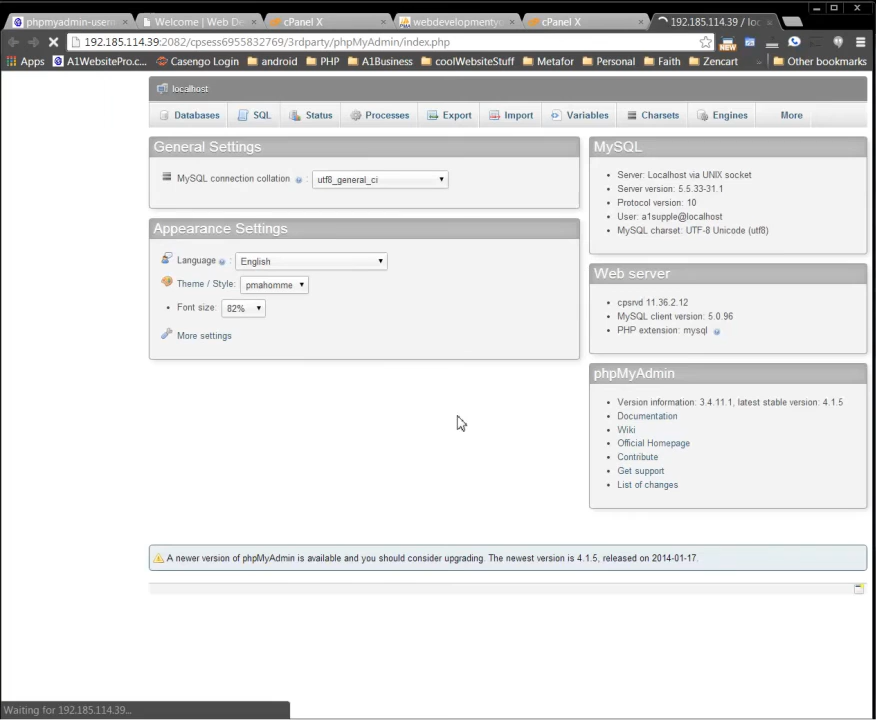 phpmyadmin-usern
Welcome | Web De
cPanel X
webdevelopmentyo
cPanel X
192.185.114.39 / loc
192.185.114.39:2082/cpsess6955832769/3rdparty/phpMyAdmin/index.php
NEW
Apps A1WebsitePro.c... Casengo Login android PHP A1Business coolWebsiteStuff Metafor Personal Faith Zencart » Other bookmarks
localhost
Databases SQL Status Processes Export Import Variables Charsets Engines More
General Settings
MySQL connection collation : utf8_general_ci
Appearance Settings
Language : English
Theme / Style: pmahomme
• Font size: 82%
More settings
MySQL
• Server: Localhost via UNIX socket
• Server version: 5.5.33-31.1
• Protocol version: 10
• User: a1supple@localhost
• MySQL charset: UTF-8 Unicode (utf8)
Web server
• cpsrvd 11.36.2.12
• MySQL client version: 5.0.96
• PHP extension: mysql
phpMyAdmin
• Version information: 3.4.11.1, latest stable version: 4.1.5
• Documentation
• Wiki
• Official Homepage
• Contribute
• Get support
• List of changes
A newer version of phpMyAdmin is available and you should consider upgrading. The newest version is 4.1.5, released on 2014-01-17.
Waiting for 192.185.114.39...